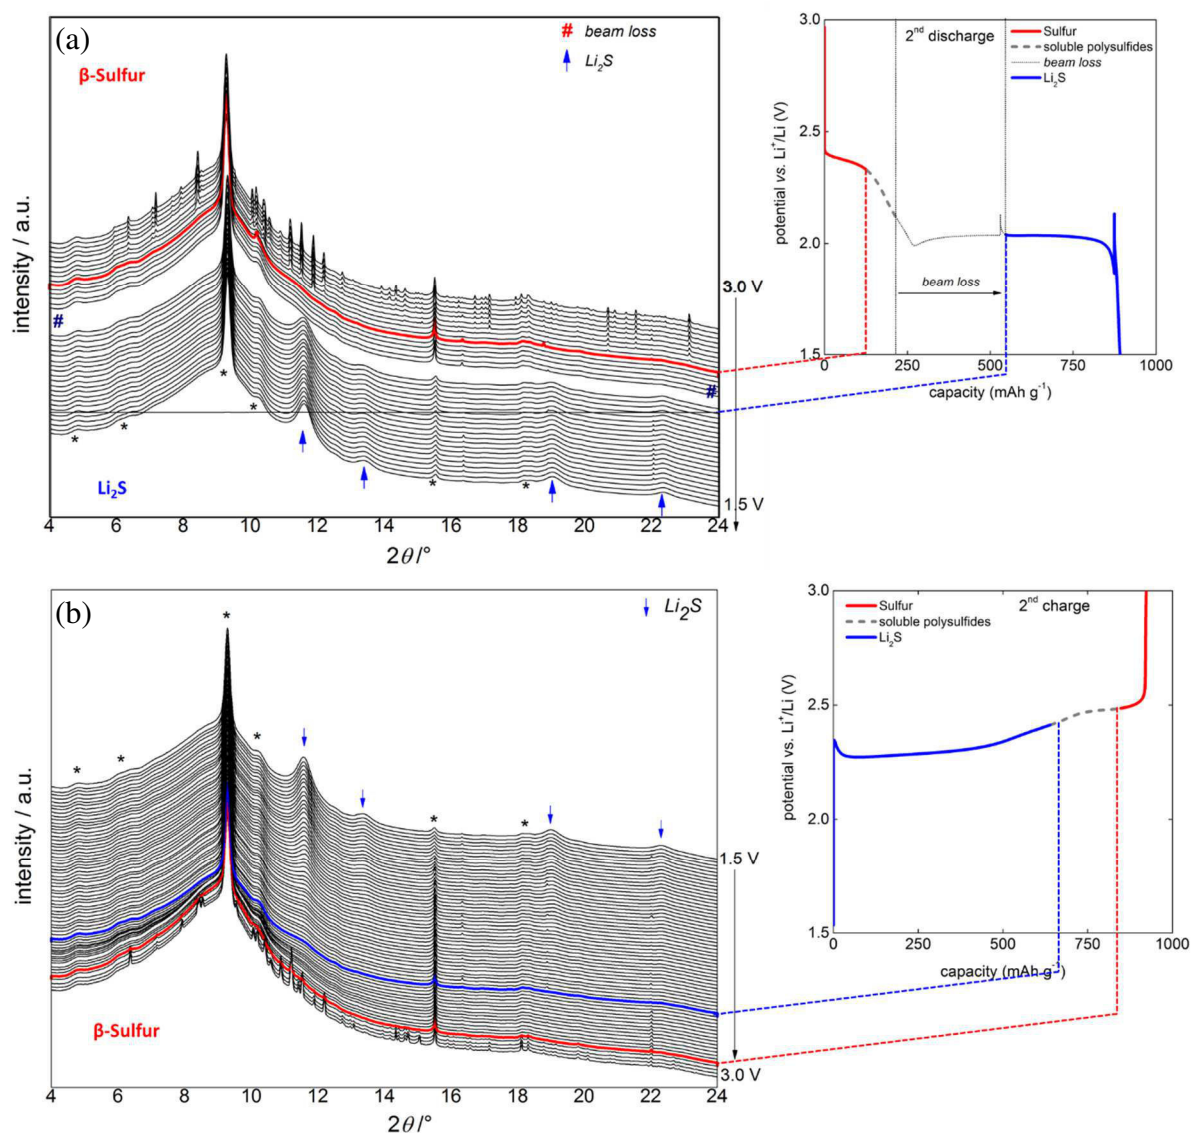 (a)
β-Sulfur
# beam loss
Li2S
intensity / a.u.
#
#
3.0 V
1.5 V
* * * * * *
Li2S
4 6 8 10 12 14 16 18 20 22 24
2θ/°
3.0
2.5
2.0
1.5
potential vs. Li+/Li (V)
2nd discharge
Sulfur
soluble polysulfides
beam loss
Li2S
beam loss
0 250 500 750 1000
capacity (mAh g-1)
(b)
Li2S
intensity / a.u.
* * * * * *
1.5 V
3.0 V
β-Sulfur
4 6 8 10 12 14 16 18 20 22 24
2θ/°
3.0
2.5
2.0
1.5
potential vs. Li+/Li (V)
2nd charge
Sulfur
soluble polysulfides
Li2S
0 250 500 750 1000
capacity (mAh g-1)